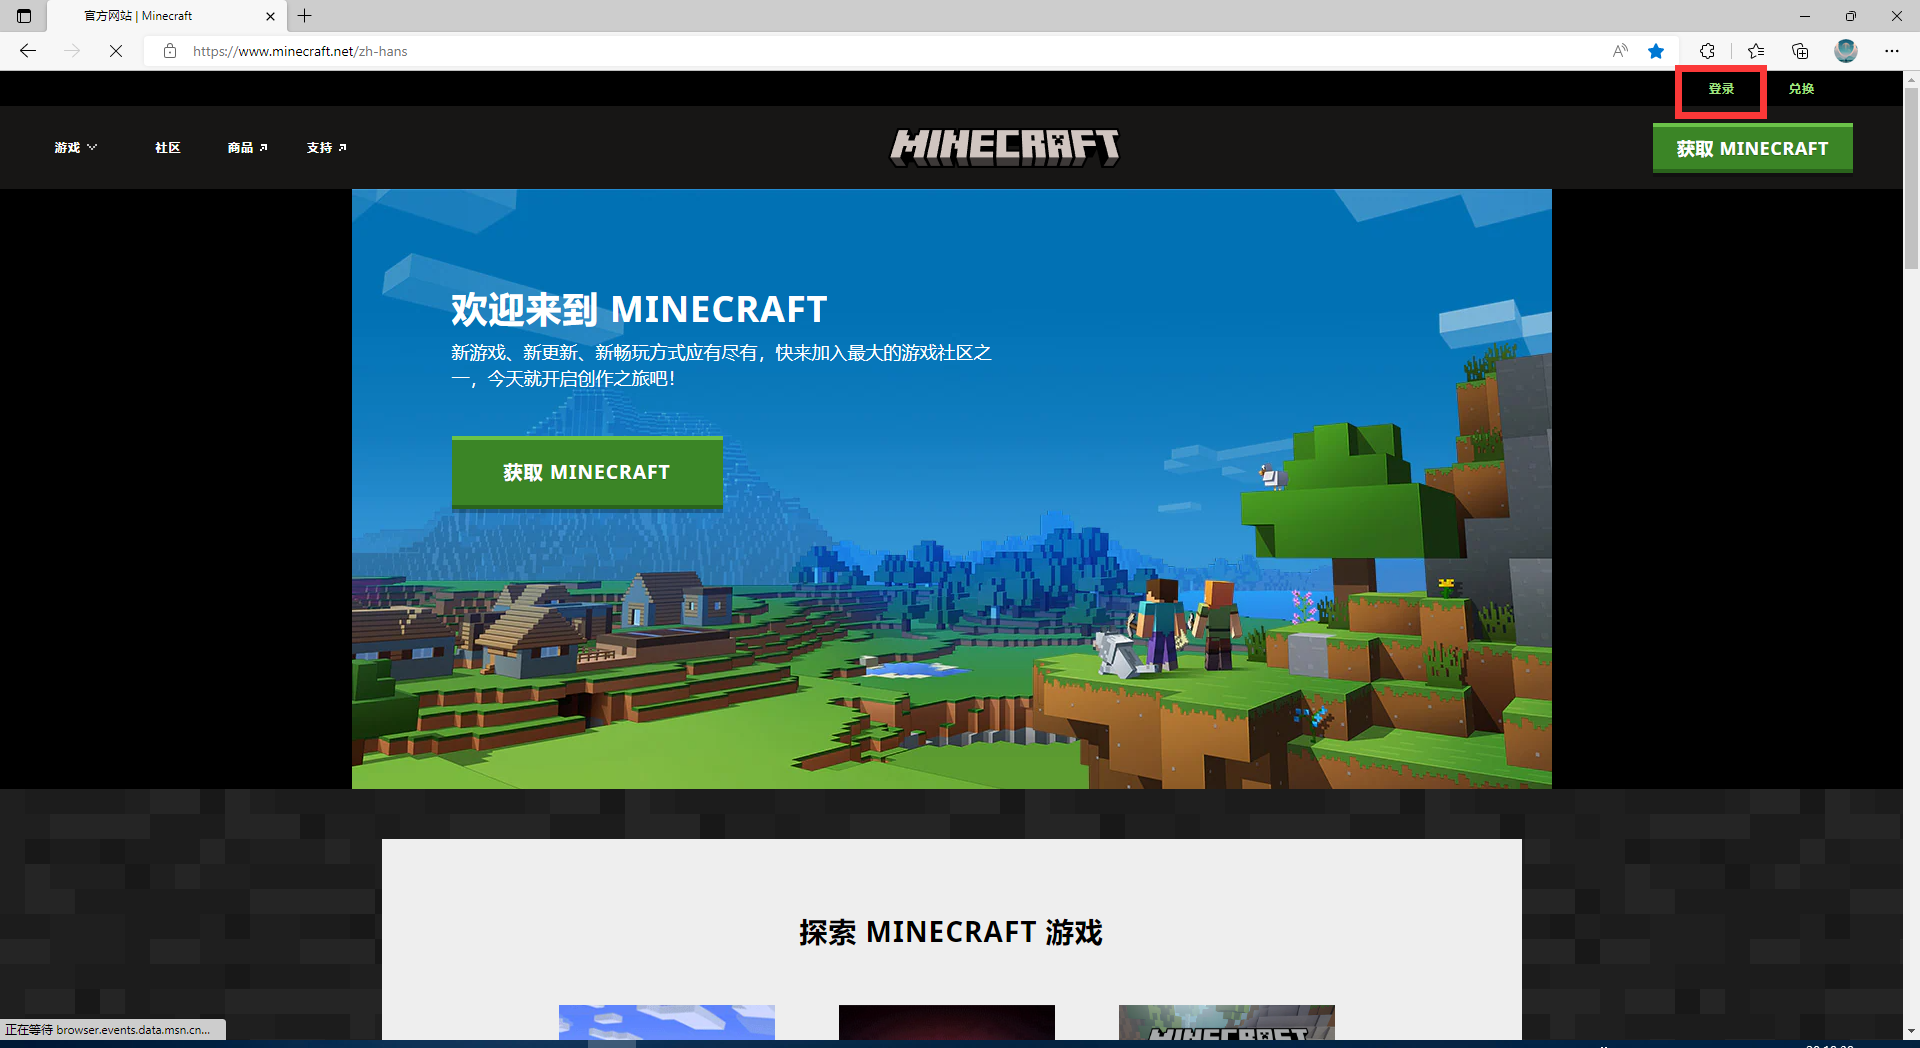 官方网站 | Minecraft
https://www.minecraft.net/zh-hans
登录
兑换
游戏
社区
商品
支持
MINECRAFT
获取 MINECRAFT
欢迎来到 MINECRAFT
新游戏、新更新、新畅玩方式应有尽有，快来加入最大的游戏社区之
一，今天就开启创作之旅吧！
获取 MINECRAFT
探索 MINECRAFT 游戏
MINECRAFT
正在等待 browser.events.data.msn.cn...